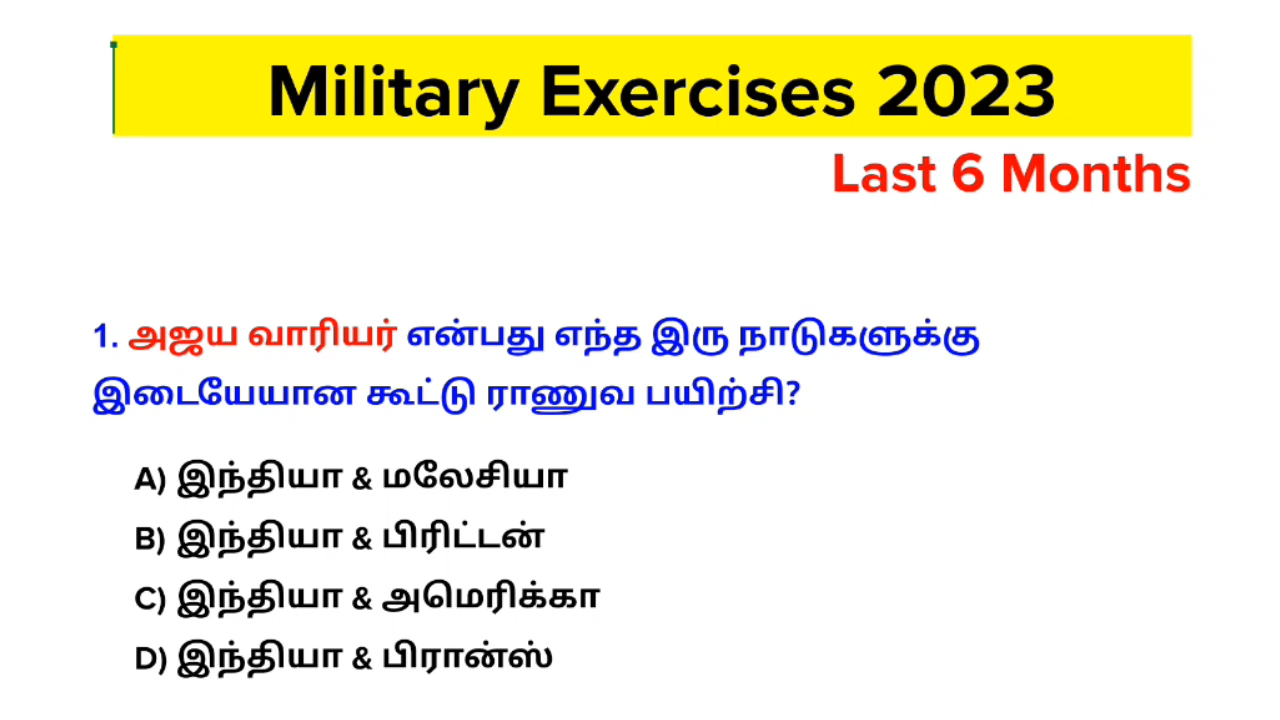 Military Exercises 2023
Last 6 Months
1. அஜய வாரியர் என்பது எந்த இரு நாடுகளுக்கு
இடையேயான கூட்டு ராணுவ பயிற்சி?
A) இந்தியா & மலேசியா
B) இந்தியா & பிரிட்டன்
C) இந்தியா & அமெரிக்கா
D) இந்தியா & பிரான்ஸ்